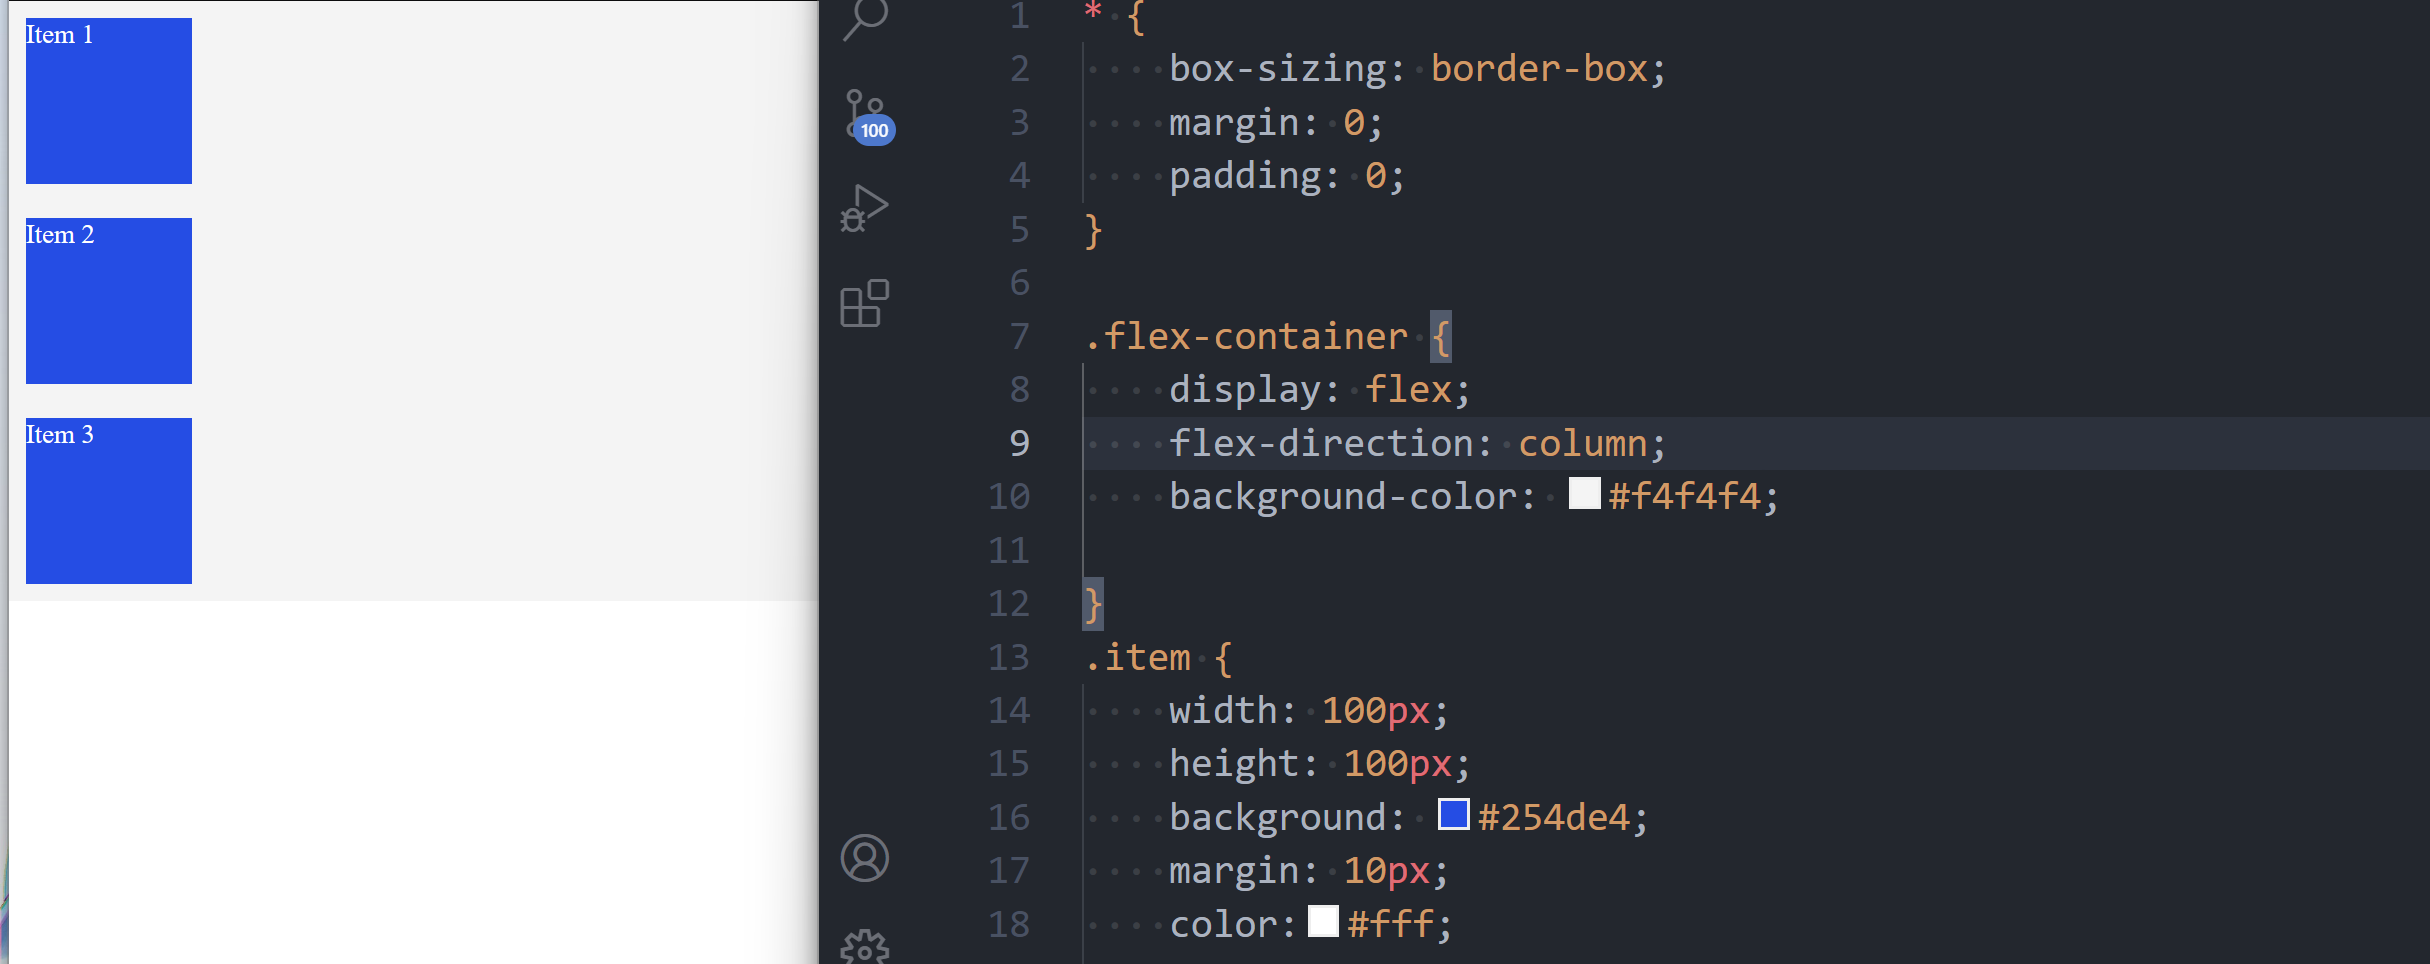 Item 1
Item 2
Item 3
100
1 * {
2 box-sizing: border-box;
3 margin: 0;
4 padding: 0;
5 }
6
7 .flex-container {
8 display: flex;
9 flex-direction: column;
10 background-color: #f4f4f4;
11
12 }
13 .item {
14 width: 100px;
15 height: 100px;
16 background: #254de4;
17 margin: 10px;
18 color: #fff;